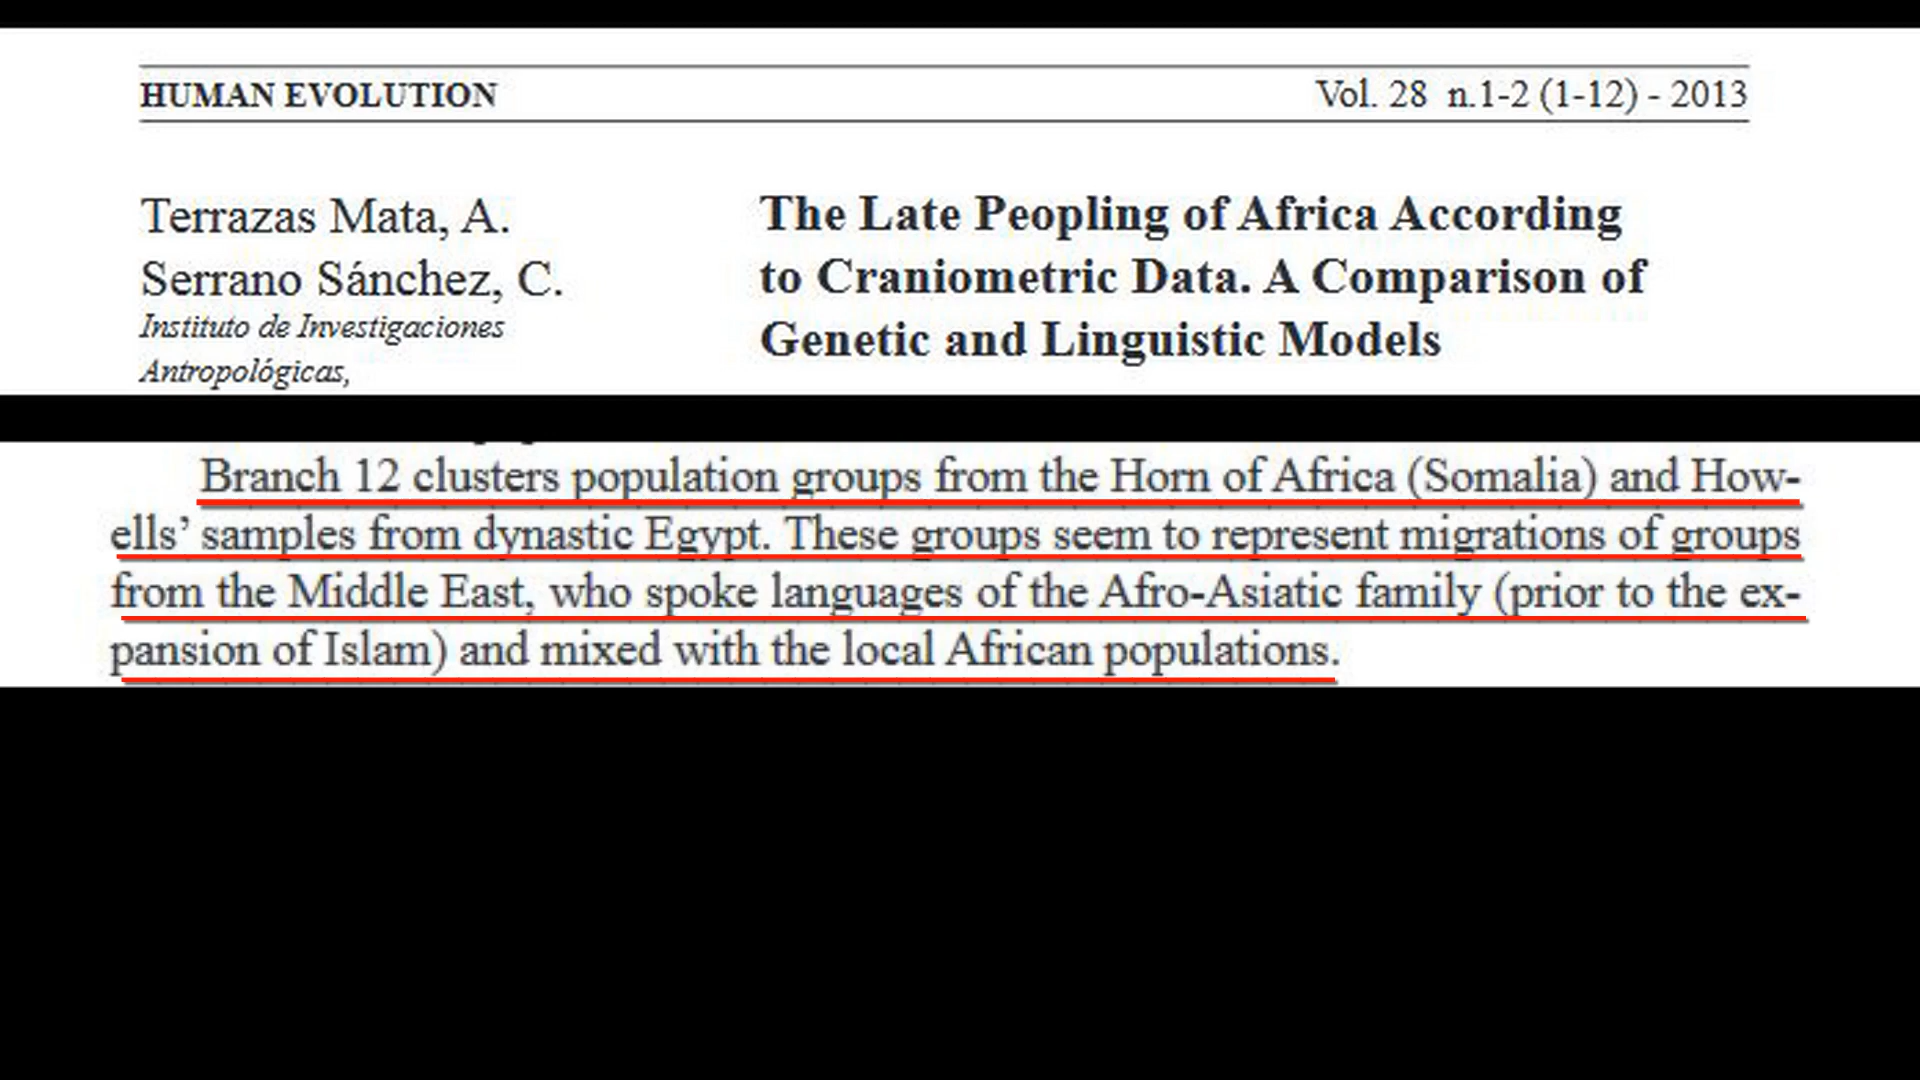 HUMAN EVOLUTION
Vol. 28 n.1-2 (1-12) - 2013
Terrazas Mata, A.
Serrano Sánchez, C.
Instituto de Investigaciones
Antropológicas,
The Late Peopling of Africa According
to Craniometric Data. A Comparison of
Genetic and Linguistic Models
Branch 12 clusters population groups from the Horn of Africa (Somalia) and How-
ells’ samples from dynastic Egypt. These groups seem to represent migrations of groups
from the Middle East, who spoke languages of the Afro-Asiatic family (prior to the ex-
pansion of Islam) and mixed with the local African populations.